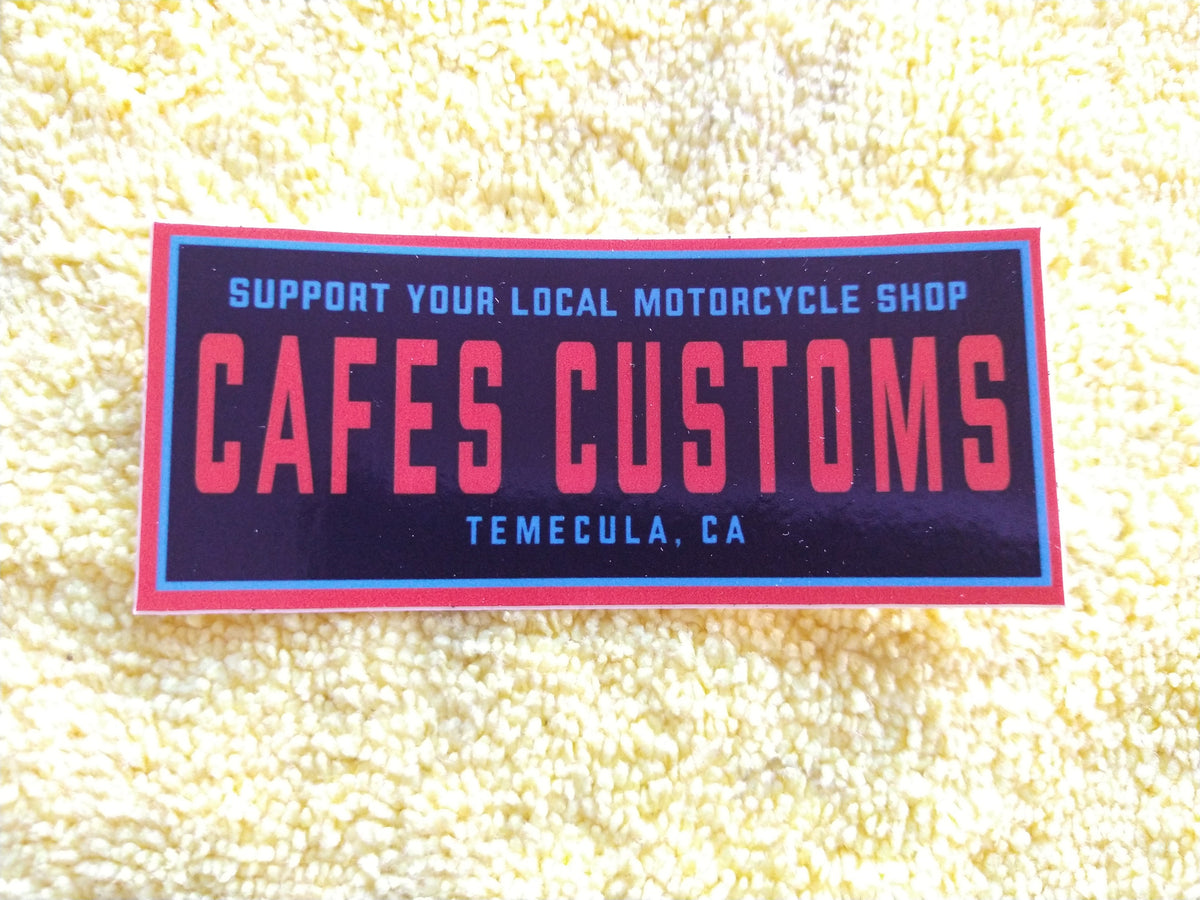 SUPPORT YOUR LOCAL MOTORCYCLE SHOP
CAFES CUSTOMS
TEMECULA, CA